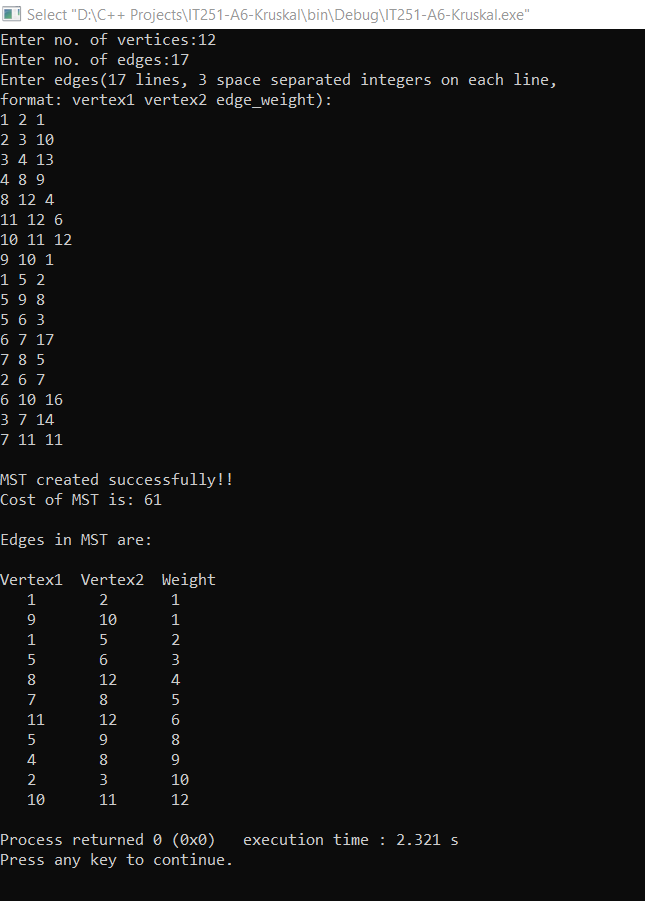 Select "D:\C++ Projects\IT251-A6-Kruskal\bin\Debug\IT251-A6-Kruskal.exe"
Enter no. of vertices:12
Enter no. of edges:17
Enter edges(17 lines, 3 space separated integers on each line,
format: vertex1 vertex2 edge_weight):
1 2 1
2 3 10
3 4 13
4 8 9
8 12 4
11 12 6
10 11 12
9 10 1
1 5 2
5 9 8
5 6 3
6 7 17
7 8 5
2 6 7
6 10 16
3 7 14
7 11 11
MST created successfully!!
Cost of MST is: 61
Edges in MST are:
Vertex1  Vertex2  Weight
   1       2       1
   9       10      1
   1       5       2
   5       6       3
   8       12      4
   7       8       5
   11      12      6
   5       9       8
   4       8       9
   2       3       10
   10      11      12
Process returned 0 (0x0)   execution time : 2.321 s
Press any key to continue.